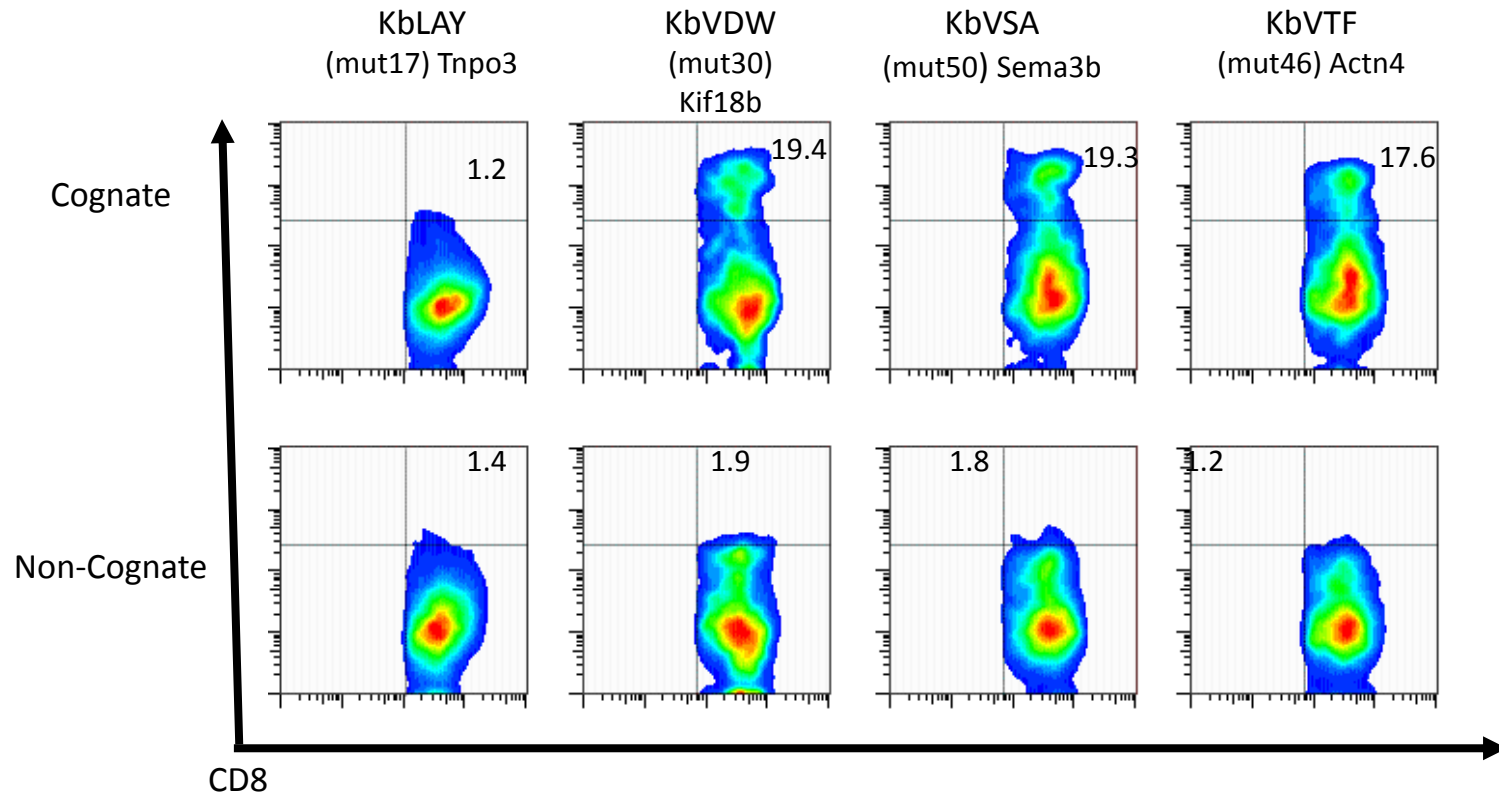 KbLAY
(mut17) Tnpo3
KbVDW
(mut30)
Kif18b
KbVSA
(mut50) Sema3b
KbVTF
(mut46) Actn4
Cognate
1.2
19.4
19.3
17.6
Non-Cognate
1.4
1.9
1.8
1.2
CD8